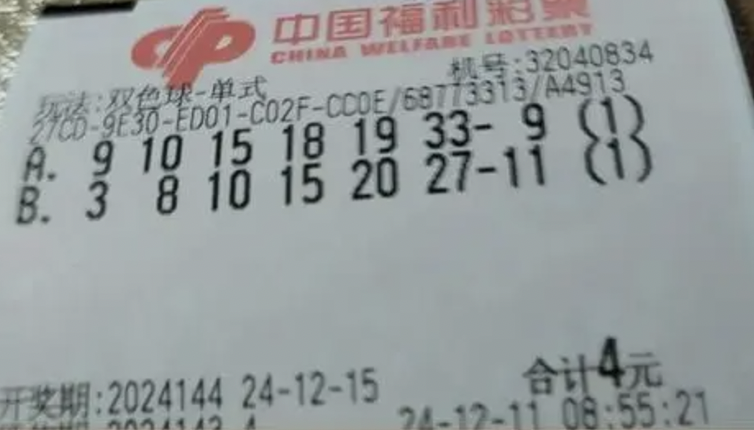 中国福利彩票
CHINA WELFARE LOTTERY
机号:32040834
玩法:双色球-单式
27CD-9E30-ED01-C02F-CC0E/68773313/A4913
A. 9 10 15 18 19 33- 9 (1)
B. 3 8 10 15 20 27-11 (1)
合计4元
开奖期:2024144 24-12-15
24-12-11 08:55:21